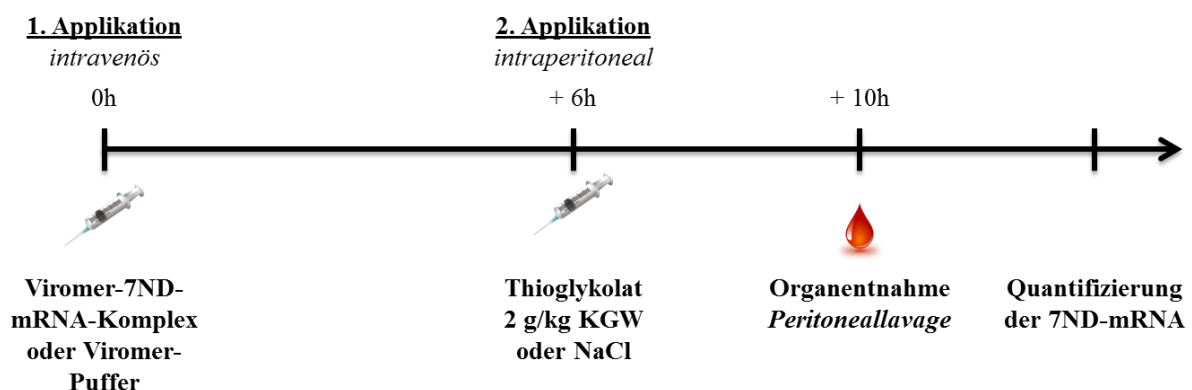 1. Applikation
intravenös
0h
2. Applikation
intraperitoneal
+ 6h
+ 10h
Viromer-7ND-
mRNA-Komplex
oder Viromer-
Puffer
Thioglykolat
2 g/kg KGW
oder NaCl
Organentnahme
Peritoneallavage
Quantifizierung
der 7ND-mRNA